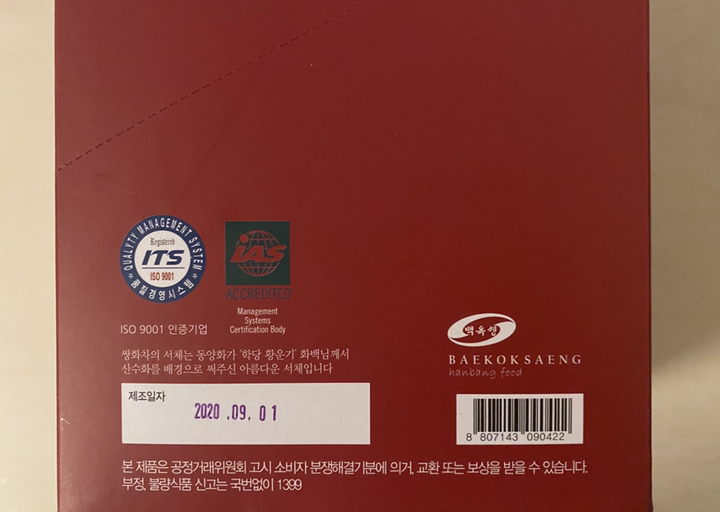 QUALYTY MANAGEMENT SYSTEM
Registered
ITS
ISO 9001
품질경영시스템
iAS
ACCREDITED
Management
Systems
Certification Body
ISO 9001 인증기업
백옥생
BAEKOKSAENG
hanbang food
쌍화차의 서체는 동양화가 '학당 황운기' 화백님께서
산수화를 배경으로 써주신 아름다운 서체입니다
제조일자
2020 .09. 01
8 807143 090422
본 제품은 공정거래위원회 고시 소비자 분쟁해결기분에 의거, 교환 또는 보상을 받을 수 있습니다.
부정, 불량식품 신고는 국번없이 1399